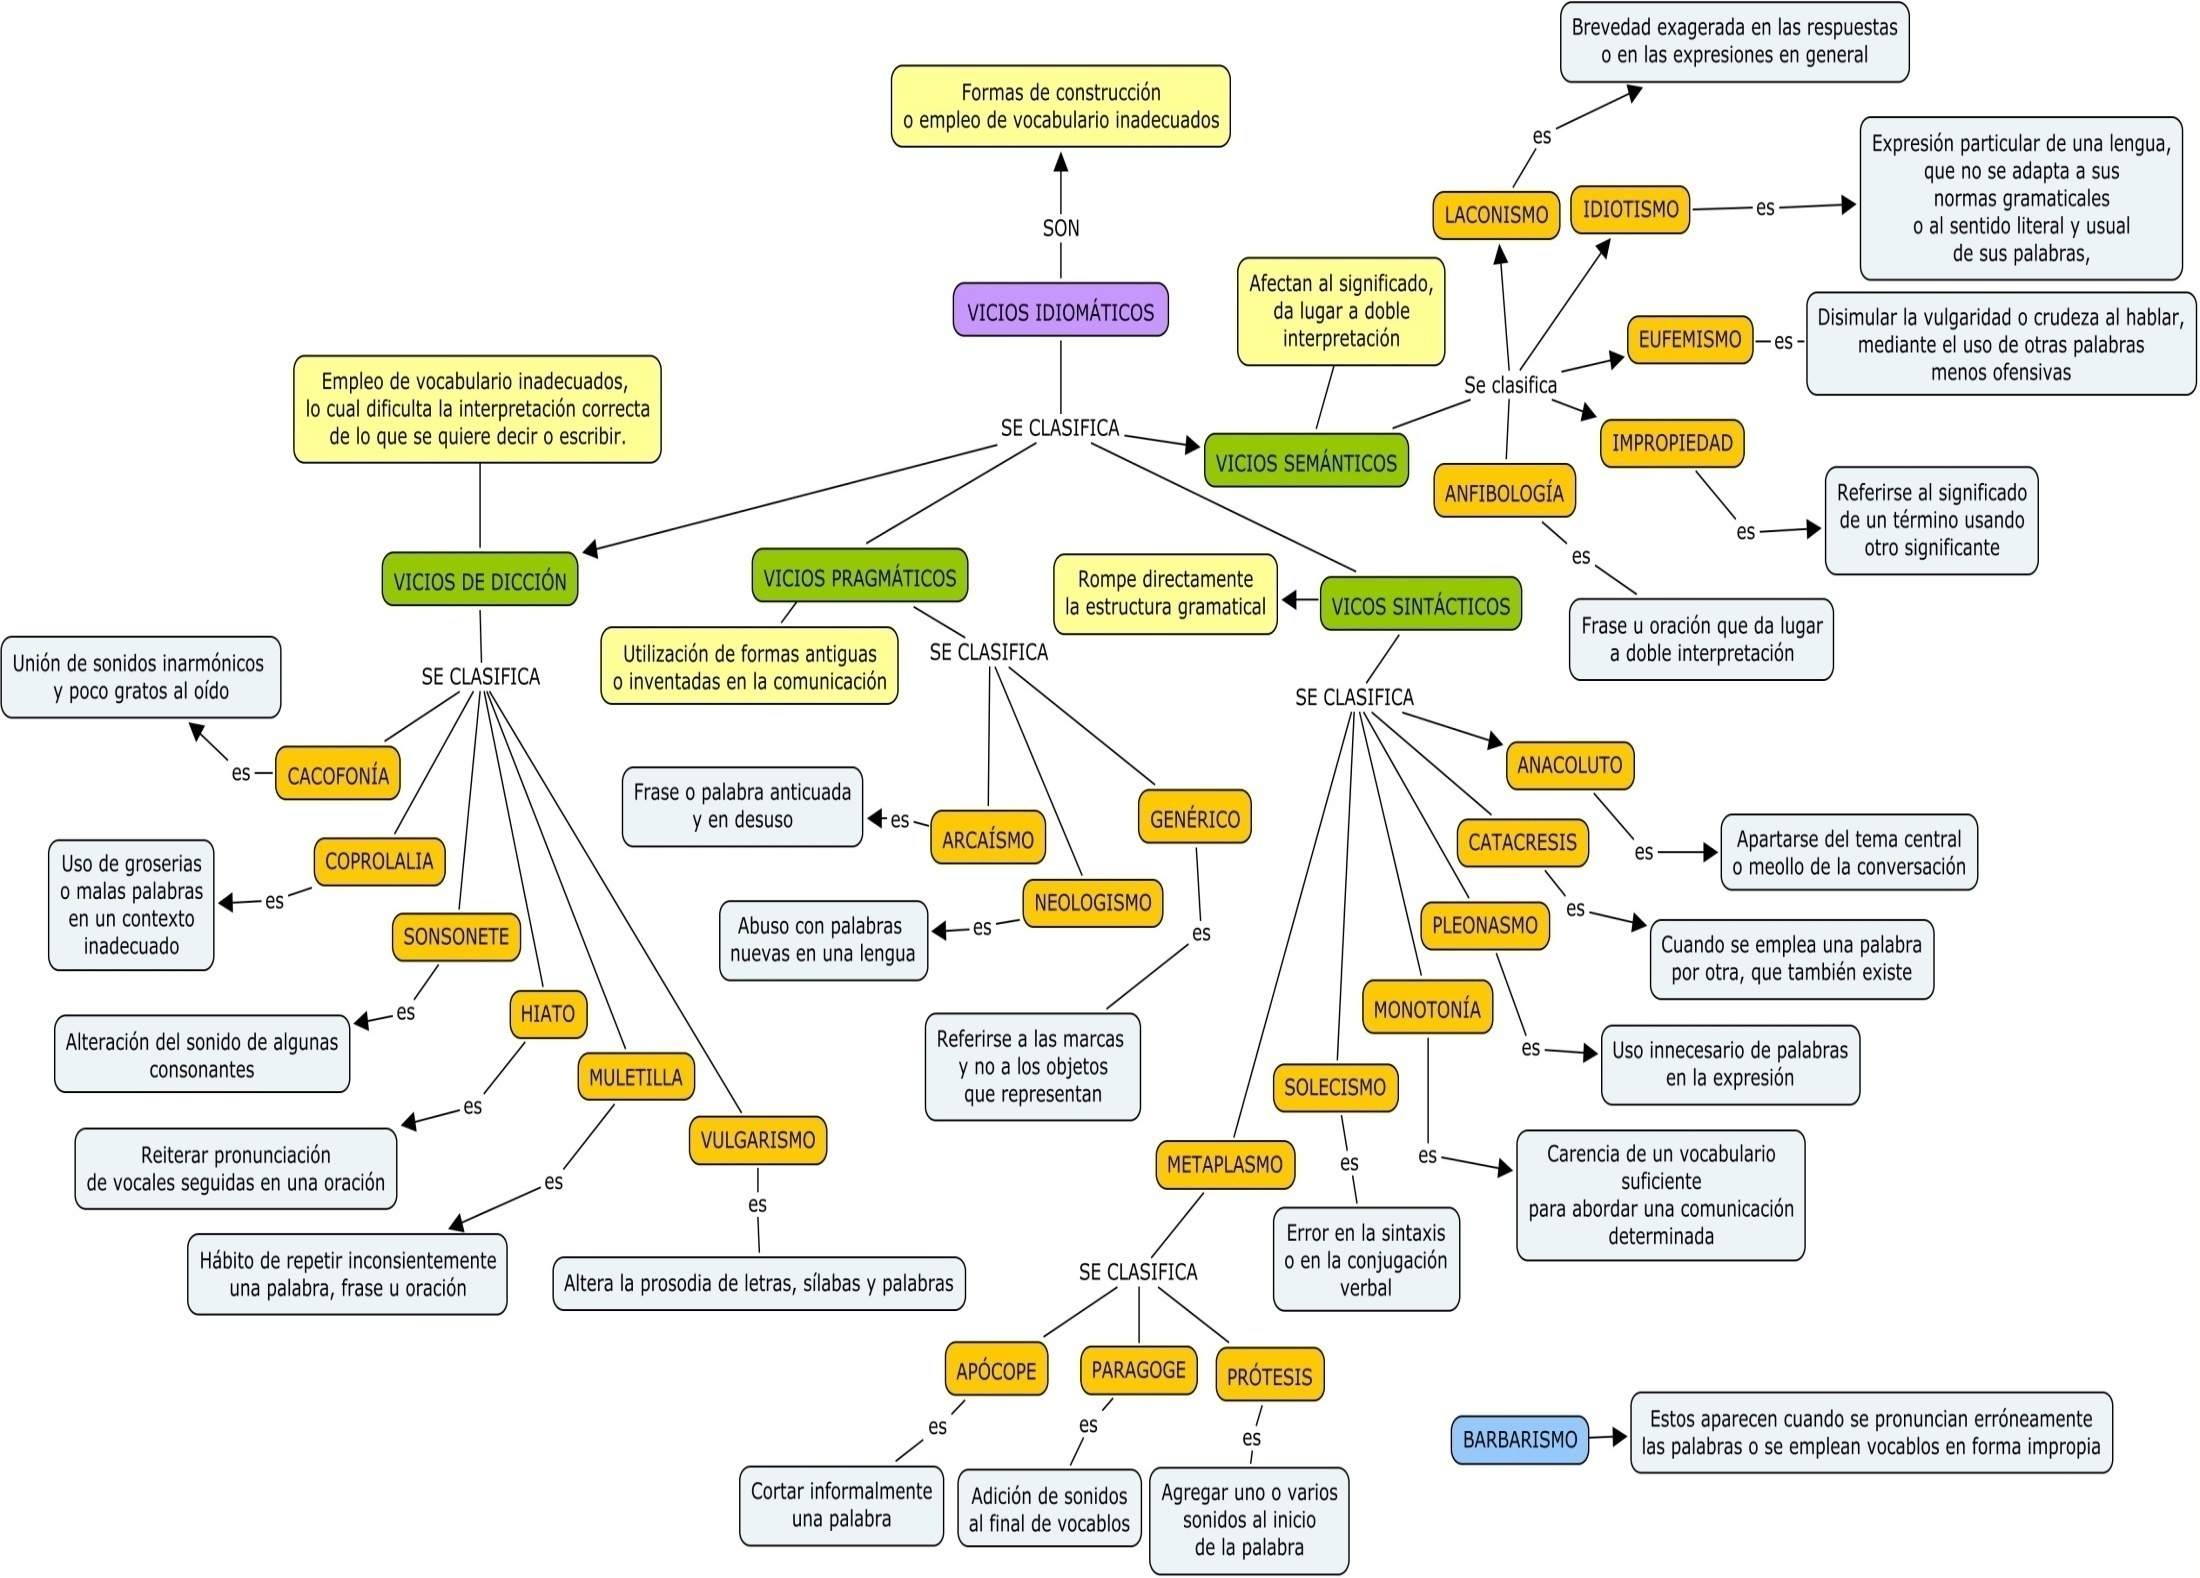 Brevedad exagerada en las respuestas
o en las expresiones en general
Formas de construcción
o empleo de vocabulario inadecuados
es
Expresión particular de una lengua,
que no se adapta a sus
normas gramaticales
o al sentido literal y usual
de sus palabras,
LACONISMO
IDIOTISMO
es
SON
VICIOS IDIOMÁTICOS
Afectan al significado,
da lugar a doble
interpretación
EUFEMISMO
es
Disimular la vulgaridad o crudeza al hablar,
mediante el uso de otras palabras
menos ofensivas
Se clasifica
Empleo de vocabulario inadecuados,
lo cual dificulta la interpretación correcta
de lo que se quiere decir o escribir.
SE CLASIFICA
VICIOS SEMÁNTICOS
IMPROPIEDAD
ANFIBOLOGÍA
es
Referirse al significado
de un término usando
otro significante
es
Frase u oración que da lugar
a doble interpretación
VICIOS DE DICCIÓN
VICIOS PRAGMÁTICOS
Rompe directamente
la estructura gramatical
VICOS SINTÁCTICOS
Utilización de formas antiguas
o inventadas en la comunicación
SE CLASIFICA
SE CLASIFICA
SE CLASIFICA
Unión de sonidos inarmónicos
y poco gratos al oído
es
CACOFONÍA
Uso de groserias
o malas palabras
en un contexto
inadecuado
es
COPROLALIA
SONSONETE
es
Alteración del sonido de algunas
consonantes
HIATO
es
Reiterar pronunciación
de vocales seguidas en una oración
MULETILLA
es
Hábito de repetir inconsientemente
una palabra, frase u oración
VULGARISMO
es
Altera la prosodia de letras, sílabas y palabras
Frase o palabra anticuada
y en desuso
es
ARCAÍSMO
GENÉRICO
NEOLOGISMO
es
Abuso con palabras
nuevas en una lengua
es
Referirse a las marcas
y no a los objetos
que representan
ANACOLUTO
es
Apartarse del tema central
o meollo de la conversación
CATACRESIS
es
Cuando se emplea una palabra
por otra, que también existe
PLEONASMO
es
Uso innecesario de palabras
en la expresión
MONOTONÍA
es
Carencia de un vocabulario
suficiente
para abordar una comunicación
determinada
SOLECISMO
es
Error en la sintaxis
o en la conjugación
verbal
METAPLASMO
SE CLASIFICA
APÓCOPE
PARAGOGE
PRÓTESIS
es
es
es
Cortar informalmente
una palabra
Adición de sonidos
al final de vocablos
Agregar uno o varios
sonidos al inicio
de la palabra
BARBARISMO
Estos aparecen cuando se pronuncian erróneamente
las palabras o se emplean vocablos en forma impropia